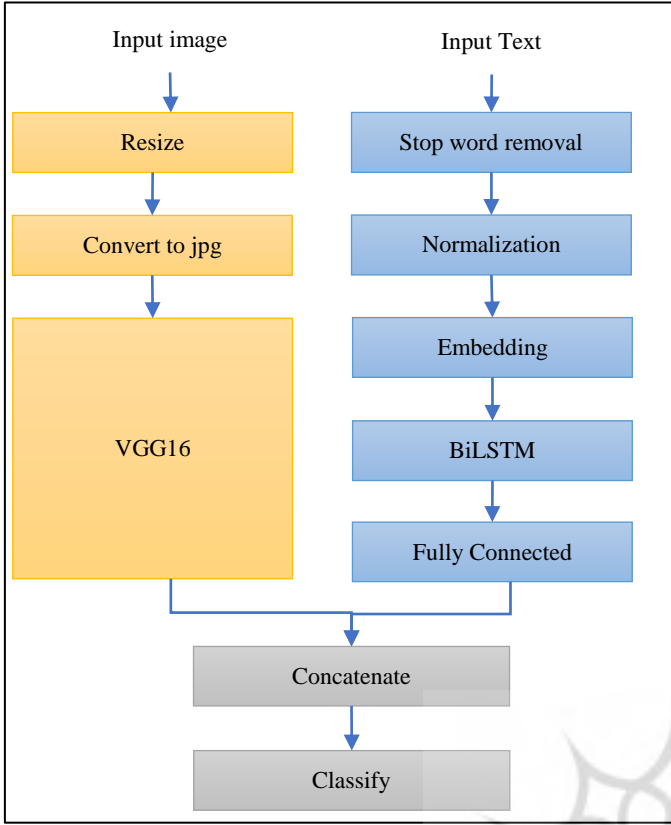 Input image
Input Text
Resize
Stop word removal
Convert to jpg
Normalization
VGG16
Embedding
BiLSTM
Fully Connected
Concatenate
Classify